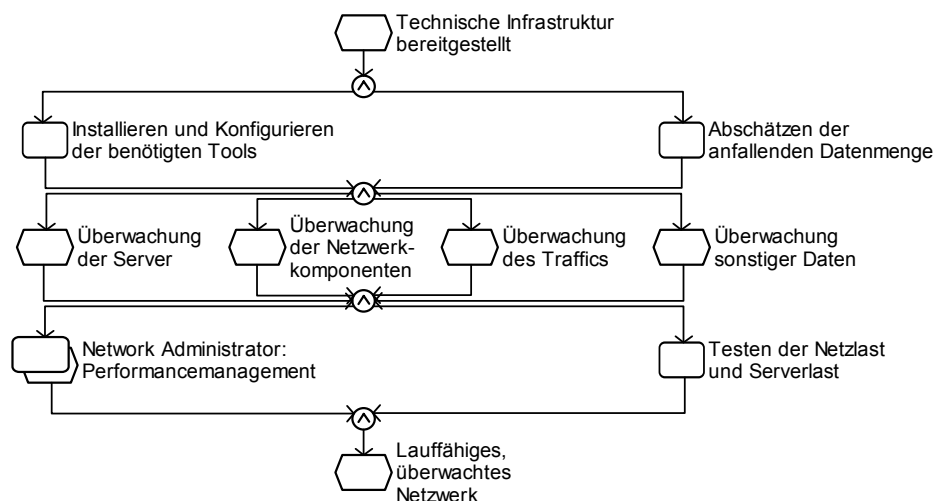 Technische Infrastruktur
bereitgestellt
Installieren und Konfigurieren
der benötigten Tools
Abschätzen der
anfallenden Datenmenge
Überwachung
der Server
Überwachung
der Netzwerk-
komponenten
Überwachung
des Traffics
Überwachung
sonstiger Daten
Network Administrator:
Performancemanagement
Testen der Netzlast
und Serverlast
Lauffähiges,
überwachtes
Netzwerk